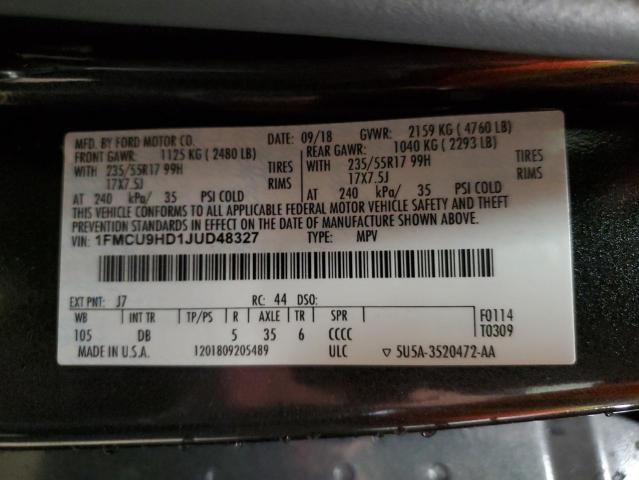 MFD. BY FORD MOTOR CO. DATE: 09/18 GVWR: 2159 KG ( 4760 LB)
FRONT GAWR: 1125 KG ( 2480 LB) REAR GAWR: 1040 KG ( 2293 LB)
WITH 235/55R17 99H TIRES WITH 235/55R17 99H TIRES
17X7.5J RIMS 17X7.5J RIMS
AT 240 kPa/ 35 PSI COLD AT 240 kPa/ 35 PSI COLD
THIS VEHICLE CONFORMS TO ALL APPLICABLE FEDERAL MOTOR VEHICLE SAFETY AND THEFT
PREVENTION STANDARDS IN EFFECT ON THE DATE OF MANUFACTURE SHOWN ABOVE.
VIN: 1FMCU9HD1JUD48327 TYPE: MPV
EXT PNT: J7 RC: 44 DSO:
WB INT TR TP/PS R AXLE TR SPR F0114
105 DB 5 35 6 CCCC T0309
MADE IN U.S.A. 1201809205489 ULC ▽ 5U5A-3520472-AA